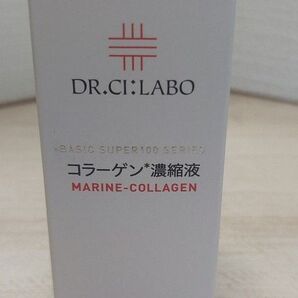 DR.CI:LABO
BASIC SUPER100 SERIES
コラーゲン*濃縮液
MARINE-COLLAGEN